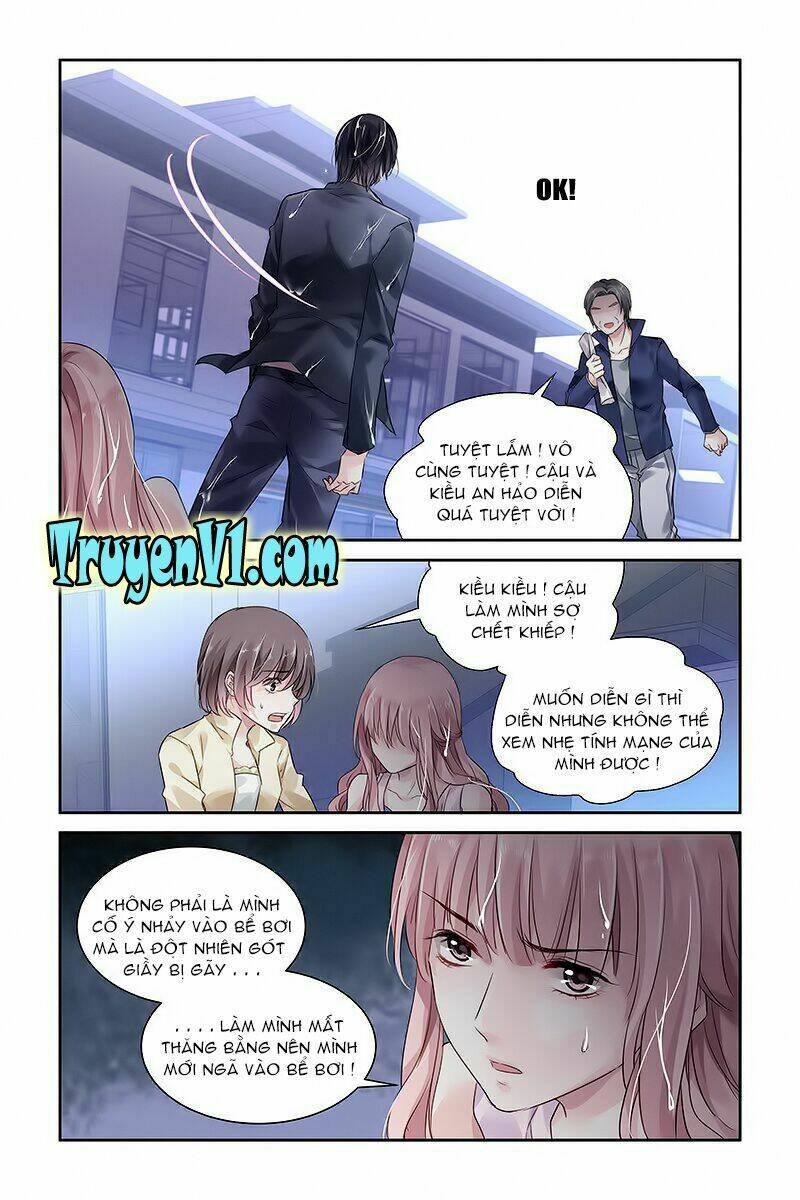 OK!
TUYỆT LẮM ! VÔ
CÙNG TUYỆT ! CẬU VÀ
KIỀU AN HẢO DIỄN
QUÁ TUYỆT VỜI !
TruyenV1.com
KIỀU KIỀU ! CẬU
LÀM MÌNH SỢ
CHẾT KHIẾP !
MUỐN DIỄN GÌ THÌ
DIỄN NHƯNG KHÔNG THỂ
XEM NHẸ TÍNH MẠNG CỦA
MÌNH ĐƯỢC !
KHÔNG PHẢI LÀ MÌNH
CỐ Ý NHẢY VÀO BỂ BƠI
MÀ LÀ ĐỘT NHIÊN GÓT
GIẦY BỊ GÃY . . .
. . . . LÀM MÌNH MẤT
THĂNG BẰNG NÊN MÌNH
MỚI NGÃ VÀO BỂ BƠI !